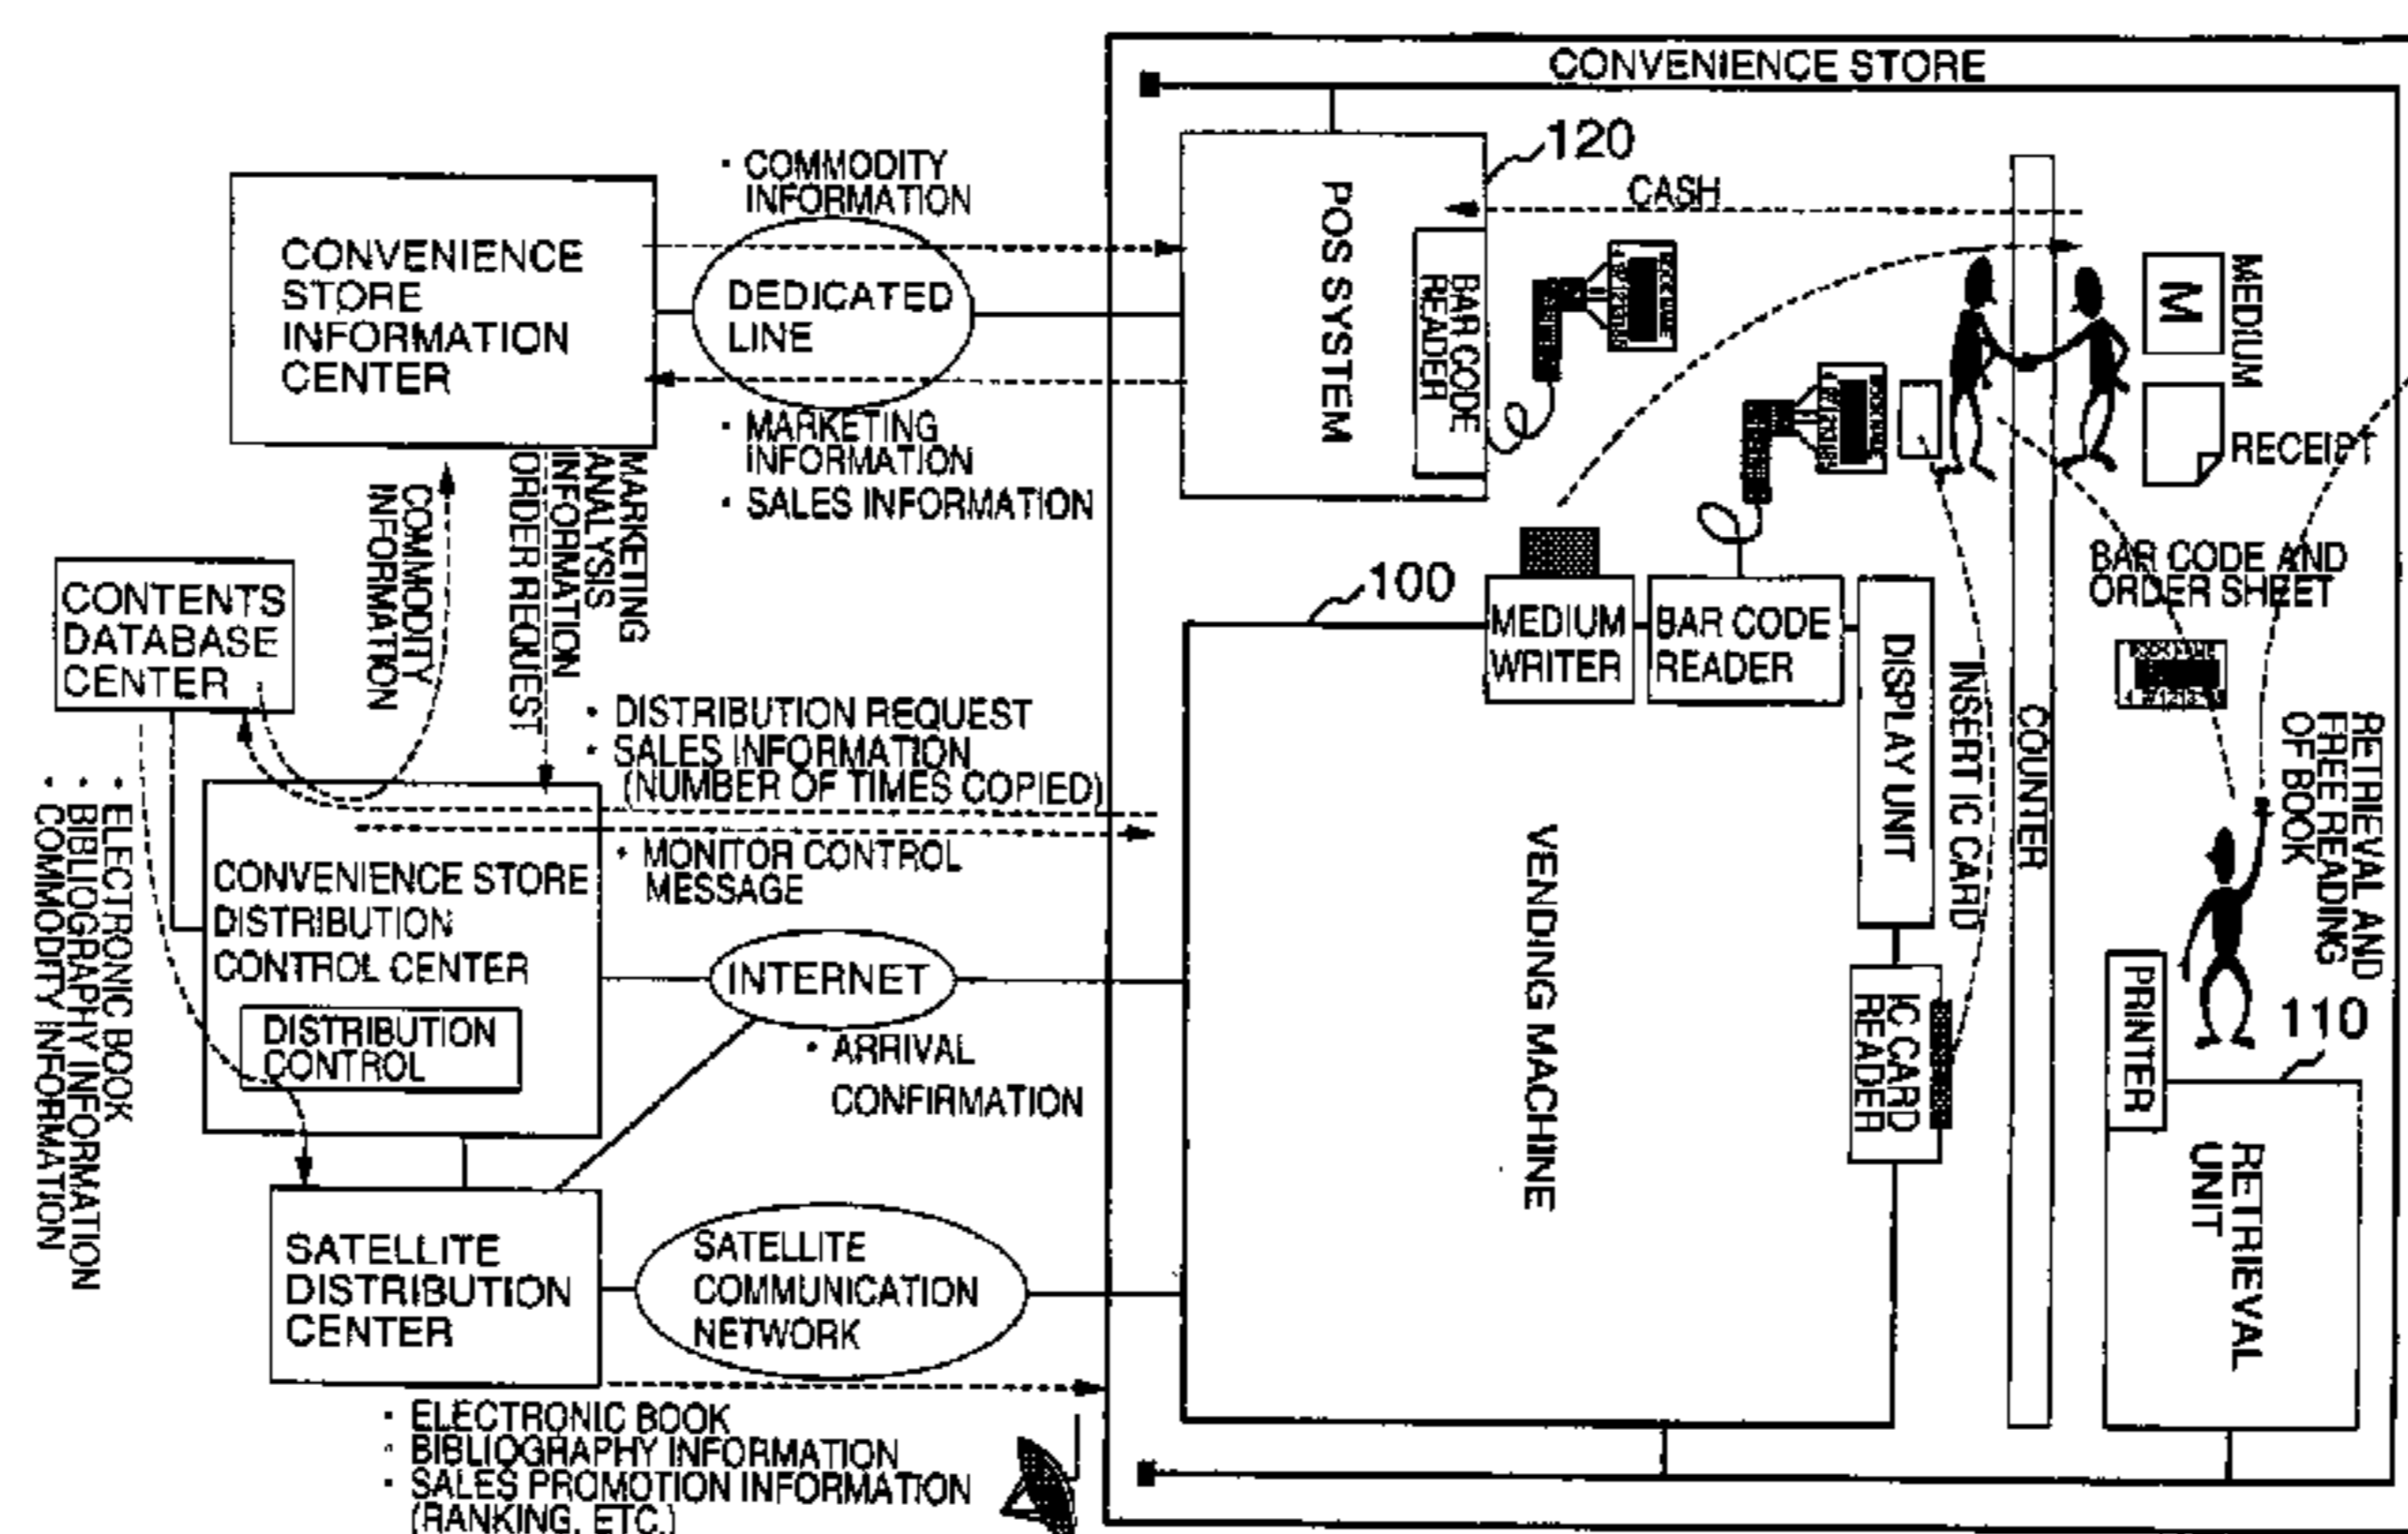 CONVENIENCE STORE
120
CASH
POS SYSTEM
BAR CODE
READER
MEDIUM
M
RECEIPT
• COMMODITY
INFORMATION
CONVENIENCE
STORE
INFORMATION
CENTER
DEDICATED
LINE
• MARKETING
INFORMATION
• SALES INFORMATION
COMMODITY
INFORMATION
MARKETING
ANALYSIS
INFORMATION
ORDER REQUEST
CONTENTS
DATABASE
CENTER
• DISTRIBUTION REQUEST
• SALES INFORMATION
(NUMBER OF TIMES COPIED)
• MONITOR CONTROL
MESSAGE
• ELECTRONIC BOOK
• BIBLIOGRAPHY INFORMATION
• COMMODITY INFORMATION
CONVENIENCE STORE
DISTRIBUTION
CONTROL CENTER
DISTRIBUTION
CONTROL
INTERNET
• ARRIVAL
CONFIRMATION
SATELLITE
DISTRIBUTION
CENTER
SATELLITE
COMMUNICATION
NETWORK
• ELECTRONIC BOOK
• BIBLIOGRAPHY INFORMATION
• SALES PROMOTION INFORMATION
(RANKING, ETC.)
100
MEDIUM
WRITER
BAR CODE
READER
DISPLAY UNIT
INSERT IC CARD
COUNTER
VENDING MACHINE
IC CARD
READER
BAR CODE AND
ORDER SHEET
BOOK NAME
RETRIEVAL AND
FREE READING
OF BOOK
PRINTER
110
RETRIEVAL
UNIT